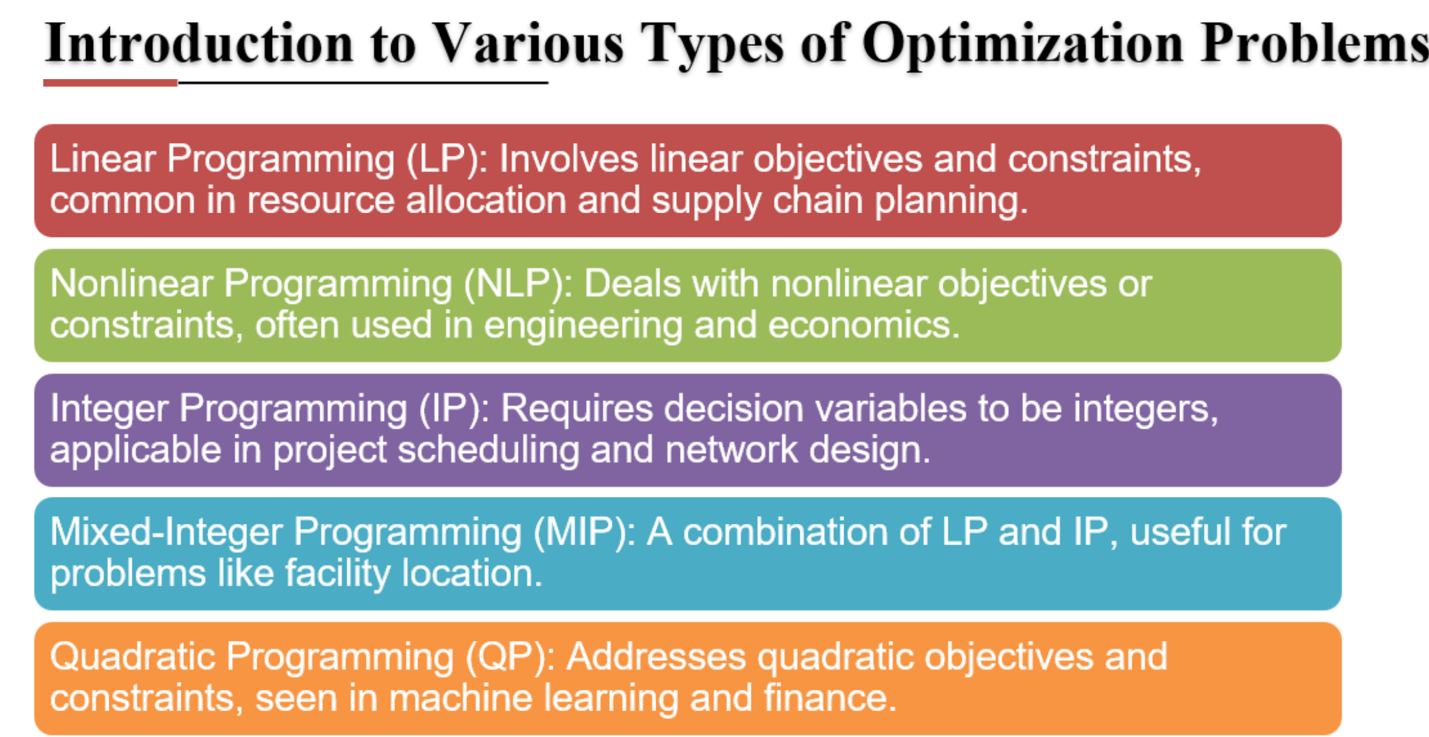 Introduction to Various Types of Optimization Problems
Linear Programming (LP): Involves linear objectives and constraints,
common in resource allocation and supply chain planning.
Nonlinear Programming (NLP): Deals with nonlinear objectives or
constraints, often used in engineering and economics.
Integer Programming (IP): Requires decision variables to be integers,
applicable in project scheduling and network design.
Mixed-Integer Programming (MIP): A combination of LP and IP, useful for
problems like facility location.
Quadratic Programming (QP): Addresses quadratic objectives and
constraints, seen in machine learning and finance.